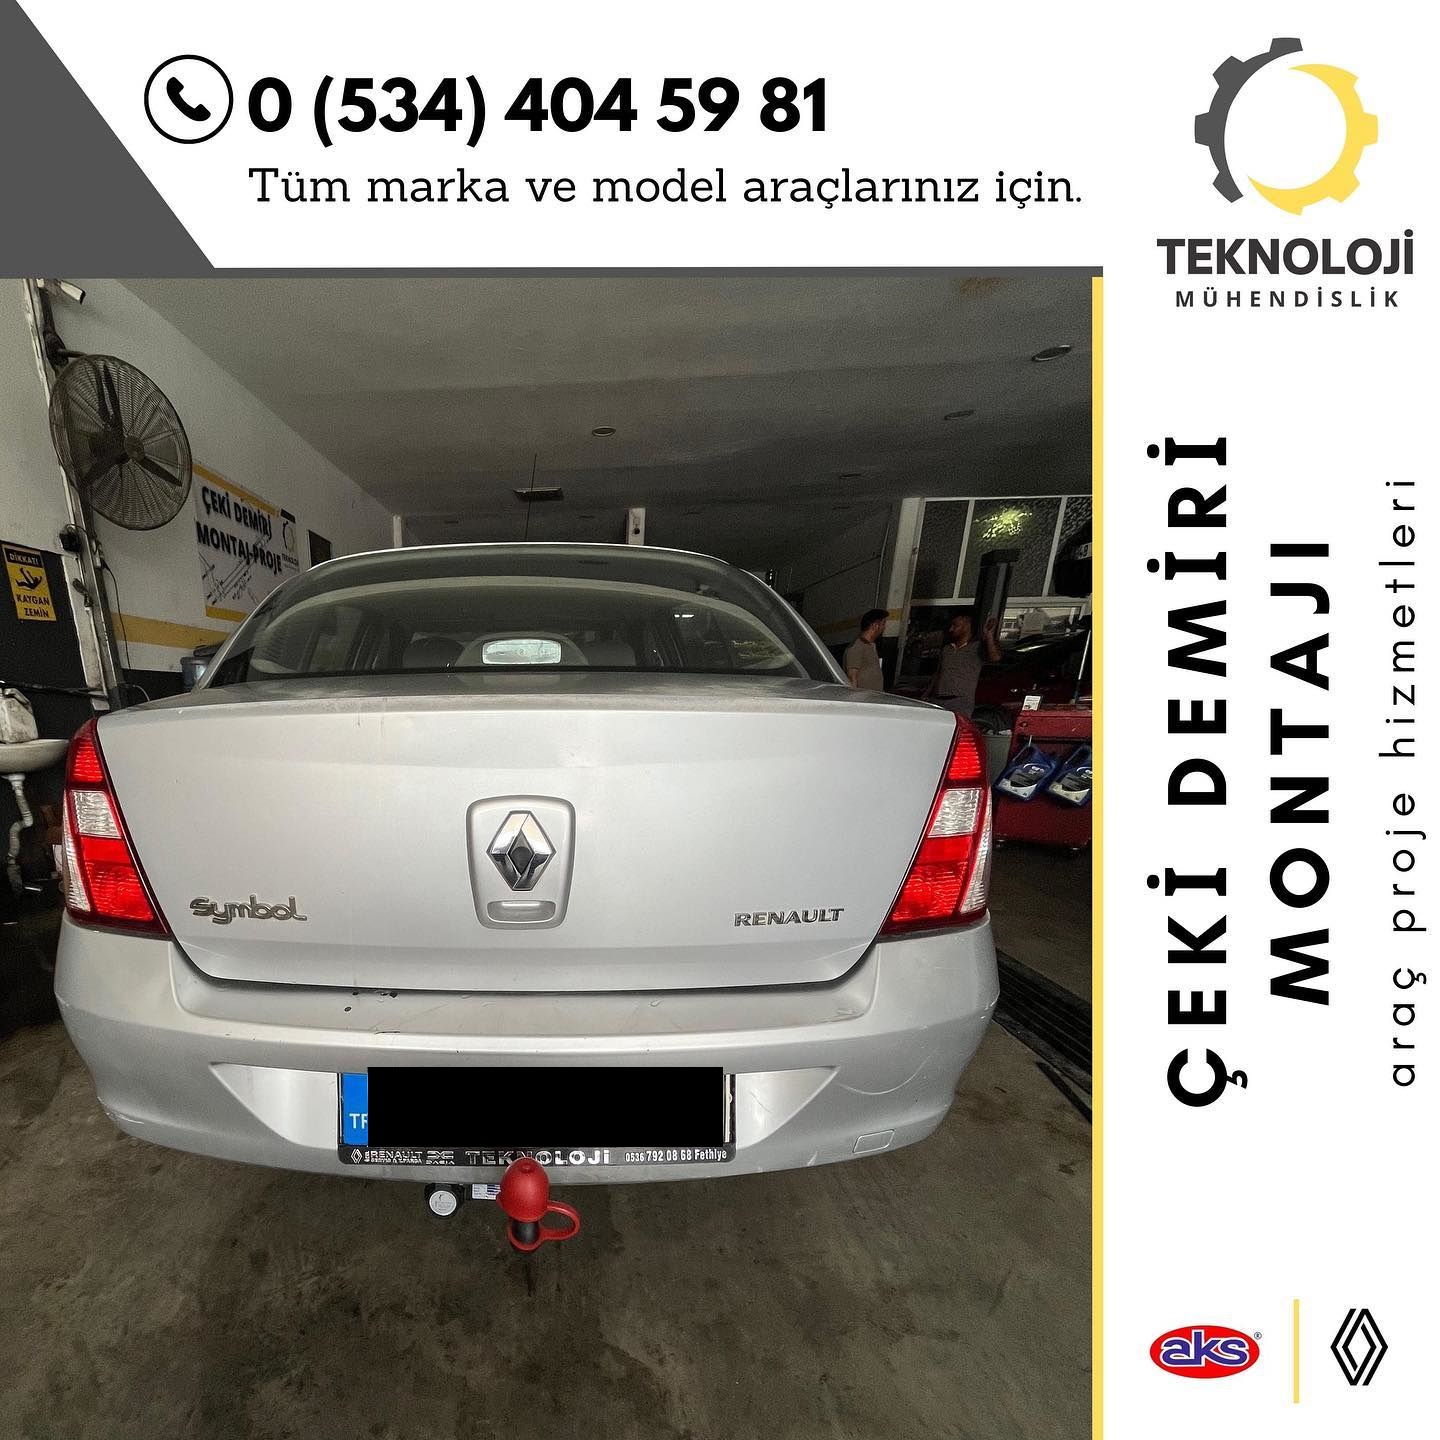 0 (534) 404 59 81
Tüm marka ve model araçlarınız için.
TEKNOLOJİ
MÜHENDİSLİK
ÇEKİ DEMİRİ
MONTAJI
araç proje hizmetleri
ÇEKİ DEMİRİ
MONTAJ-PROJE
DİKKAT!
KAYGAN
ZEMİN
Symbol
RENAULT
TR
RENAULT
DACIA
TEKNOLOJİ
0536 792 08 68 Fethiye
aks®